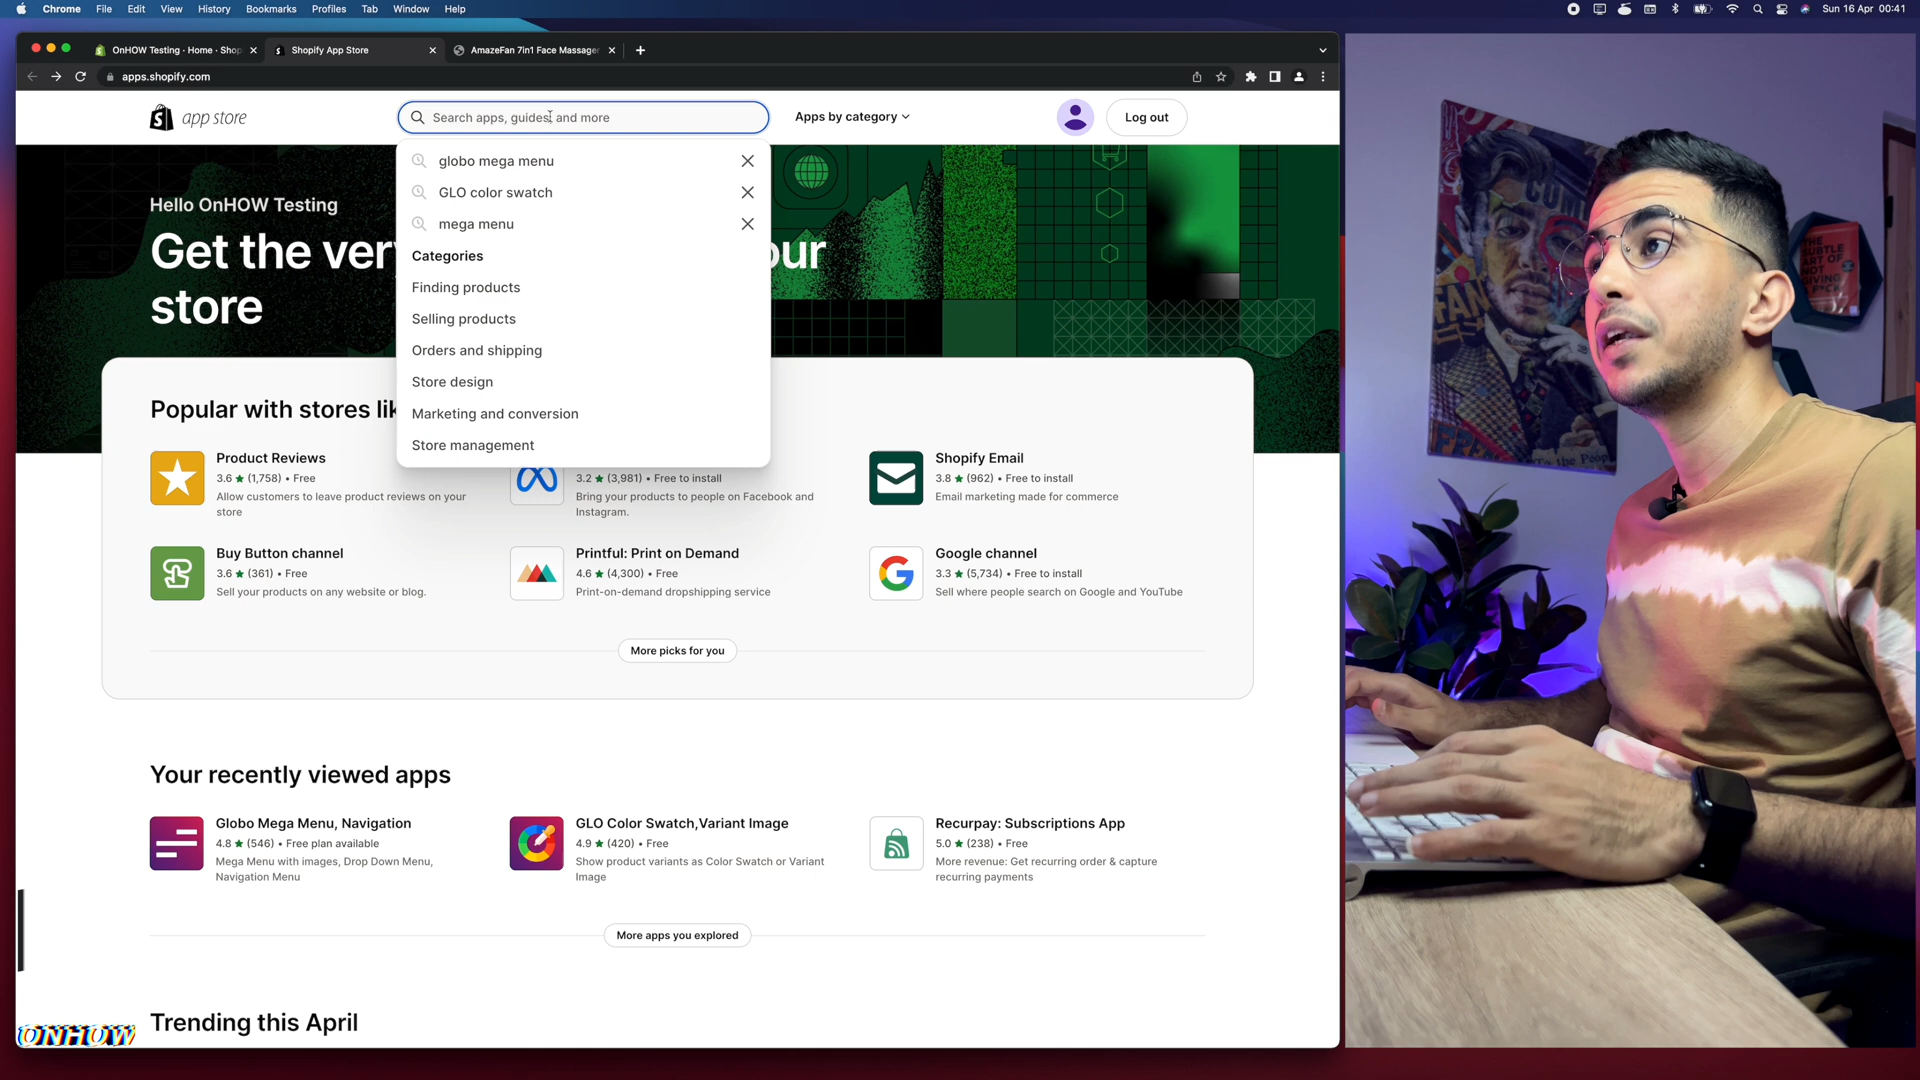 Chrome File Edit View History Bookmarks Profiles Tab Window Help Sun 16 Apr 00:41
OnHOW Testing · Home · Shop Shopify App Store AmazeFan 7in1 Face Massager
apps.shopify.com
app store Search apps, guides, and more Apps by category Log out
globo mega menu
GLO color swatch
mega menu
Categories
Finding products
Selling products
Orders and shipping
Store design
Marketing and conversion
Store management
Hello OnHOW Testing
Get the very our
store
Popular with stores lik
Product Reviews
3.6 ★ (1,758) • Free
Allow customers to leave product reviews on your
store
3.2 ★ (3,981) • Free to install
Bring your products to people on Facebook and
Instagram.
Shopify Email
3.8 ★ (962) • Free to install
Email marketing made for commerce
Buy Button channel
3.6 ★ (361) • Free
Sell your products on any website or blog.
Printful: Print on Demand
4.6 ★ (4,300) • Free
Print-on-demand dropshipping service
Google channel
3.3 ★ (5,734) • Free to install
Sell where people search on Google and YouTube
More picks for you
Your recently viewed apps
Globo Mega Menu, Navigation
4.8 ★ (546) • Free plan available
Mega Menu with images, Drop Down Menu,
Navigation Menu
GLO Color Swatch,Variant Image
4.9 ★ (420) • Free
Show product variants as Color Swatch or Variant
Image
Recurpay: Subscriptions App
5.0 ★ (238) • Free
More revenue: Get recurring order & capture
recurring payments
More apps you explored
Trending this April
ONHOW
THE
SUBTLE
ART OF
NOT
GIVING
A F*CK